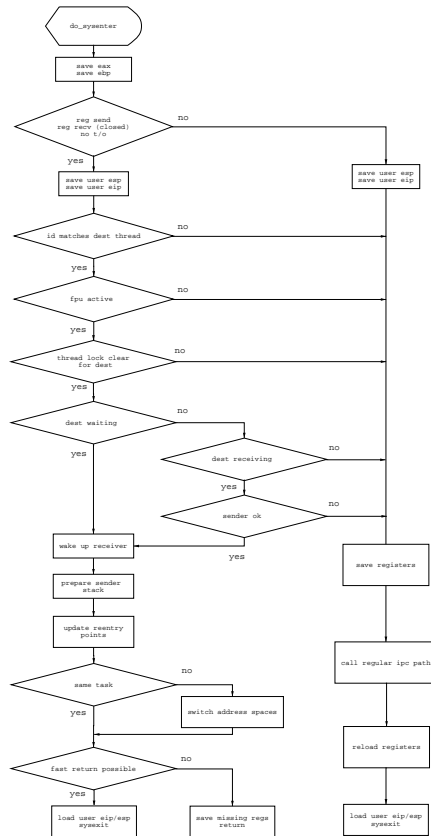 do_sysenter
save eax
save ebp
reg send
reg recv (closed)
no t/o
no
yes
save user esp
save user eip
save user esp
save user eip
id matches dest thread
no
yes
fpu active
no
yes
thread lock clear
for dest
no
yes
dest waiting
no
yes
dest receiving
no
yes
sender ok
no
yes
wake up receiver
save registers
prepare sender
stack
update reentry
points
call regular ipc path
same task
no
yes
switch address spaces
reload registers
fast return possible
no
yes
load user eip/esp
sysexit
save missing regs
return
load user eip/esp
sysexit